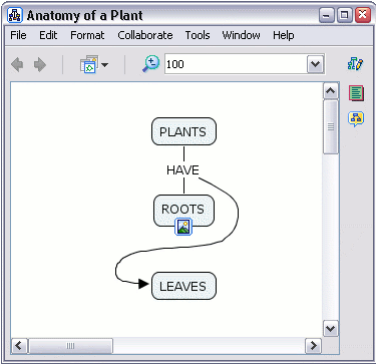 Anatomy of a Plant
File Edit Format Collaborate Tools Window Help
100
PLANTS
HAVE
ROOTS
LEAVES